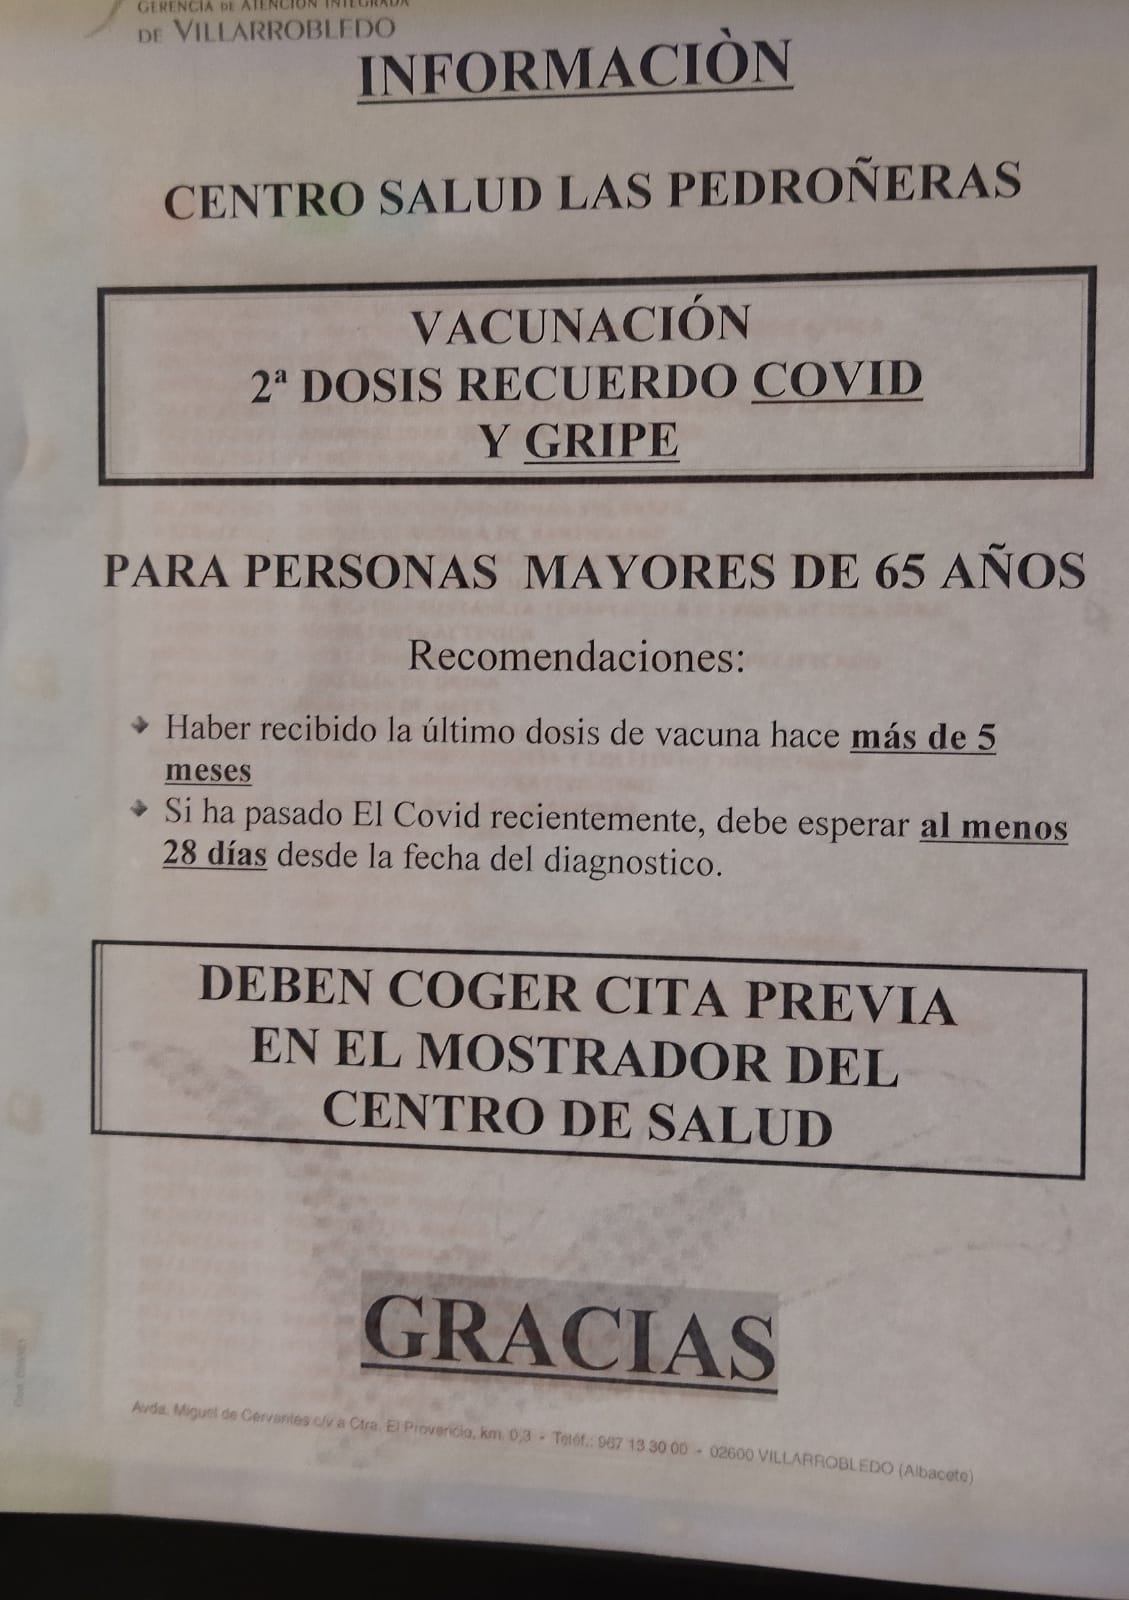 GERENCIA DE ATENCIÓN INTEGRADA
DE VILLARROBLEDO
INFORMACIÒN
CENTRO SALUD LAS PEDROÑERAS
VACUNACIÓN
2ª DOSIS RECUERDO COVID
Y GRIPE
PARA PERSONAS MAYORES DE 65 AÑOS
Recomendaciones:
Haber recibido la último dosis de vacuna hace más de 5
meses
Si ha pasado El Covid recientemente, debe esperar al menos
28 días desde la fecha del diagnostico.
DEBEN COGER CITA PREVIA
EN EL MOSTRADOR DEL
CENTRO DE SALUD
GRACIAS
Avda. Miguel de Cervantes c/v a Ctra. El Provencio, km. 0,3 - Teléf.: 967 13 30 00 - 02600 VILLARROBLEDO (Albacete)